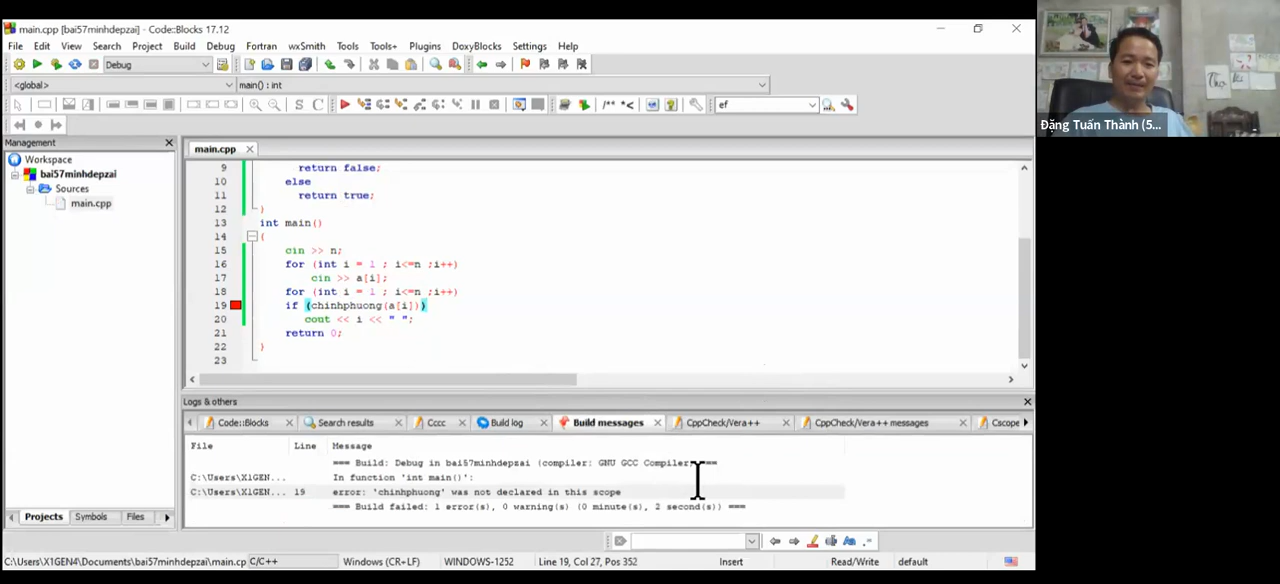 main.cpp [bai57minhdepzai] - Code::Blocks 17.12
File Edit View Search Project Build Debug Fortran wxSmith Tools Tools+ Plugins DoxyBlocks Settings Help
Debug
<global> main() : int
S C /** *< ef
Management
Workspace
bai57minhdepzai
Sources
main.cpp
main.cpp
9 return false;
10 else
11 return true;
12 }
13 int main()
14 {
15 cin >> n;
16 for (int i = 1 ; i<=n ;i++)
17 cin >> a[i];
18 for (int i = 1 ; i<=n ;i++)
19 if (chinhphuong(a[i]))
20 cout << i << " ";
21 return 0;
22 }
23
Logs & others
Code::Blocks Search results Cccc Build log Build messages CppCheck/Vera++ CppCheck/Vera++ messages Cscope
File Line Message
=== Build: Debug in bai57minhdepzai (compiler: GNU GCC Compiler) ===
C:\Users\X1GEN... In function 'int main()':
C:\Users\X1GEN... 19 error: 'chinhphuong' was not declared in this scope
=== Build failed: 1 error(s), 0 warning(s) (0 minute(s), 2 second(s)) ===
Projects Symbols Files
Aa .*
C:\Users\X1GEN4\Documents\bai57minhdepzai\main.cp C/C++ Windows (CR+LF) WINDOWS-1252 Line 19, Col 27, Pos 352 Insert Read/Write default
Đặng Tuấn Thành (5...